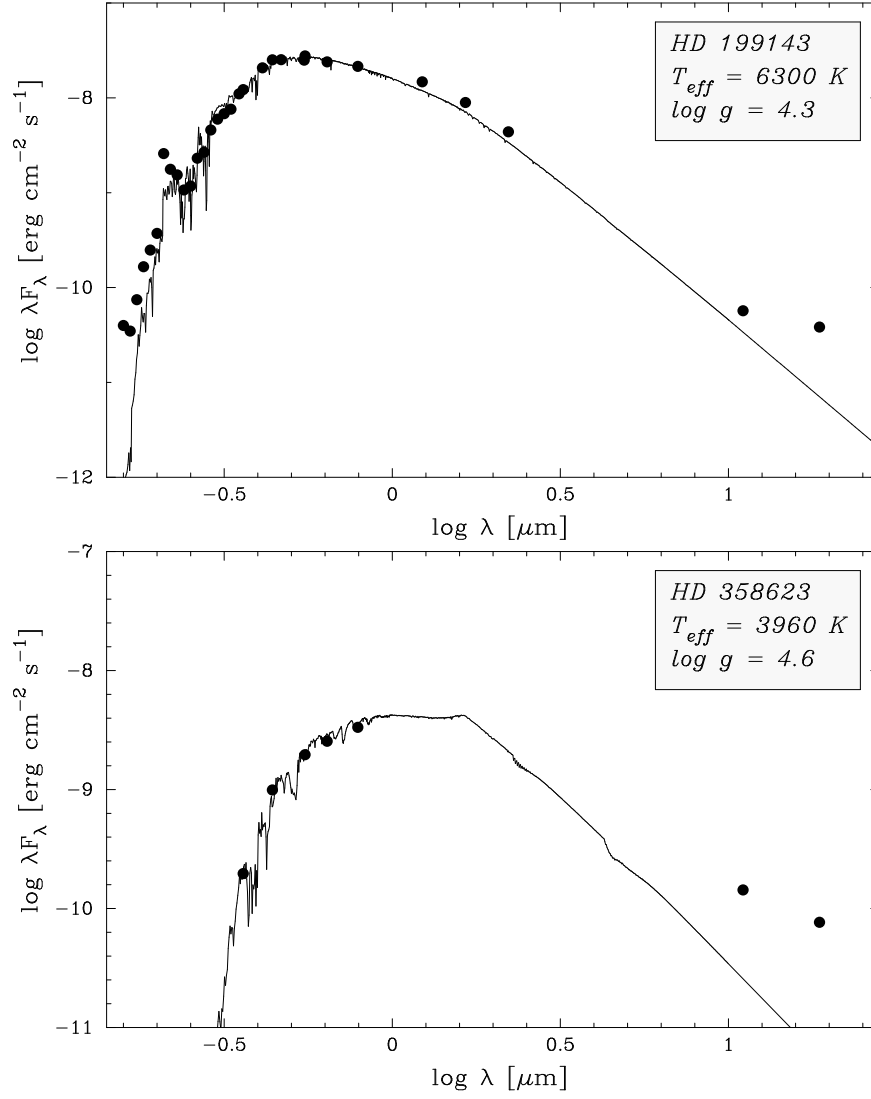 HD 199143
T_eff = 6300 K
log g = 4.3
log λF_λ [erg cm⁻² s⁻¹]
−8
−10
−12
−0.5 0 0.5 1
log λ [μm]
HD 358623
T_eff = 3960 K
log g = 4.6
log λF_λ [erg cm⁻² s⁻¹]
−7
−8
−9
−10
−11
−0.5 0 0.5 1
log λ [μm]